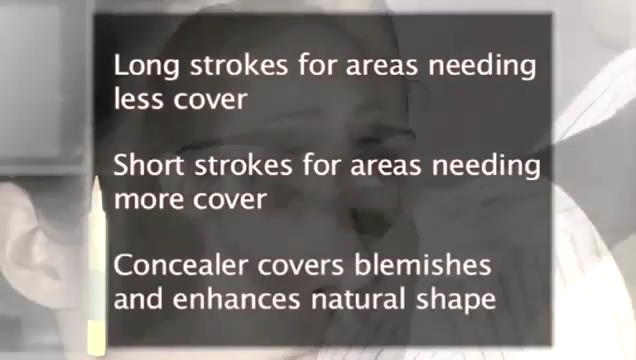 Long strokes for areas needing
less cover
Short strokes for areas needing
more cover
Concealer covers blemishes
and enhances natural shape